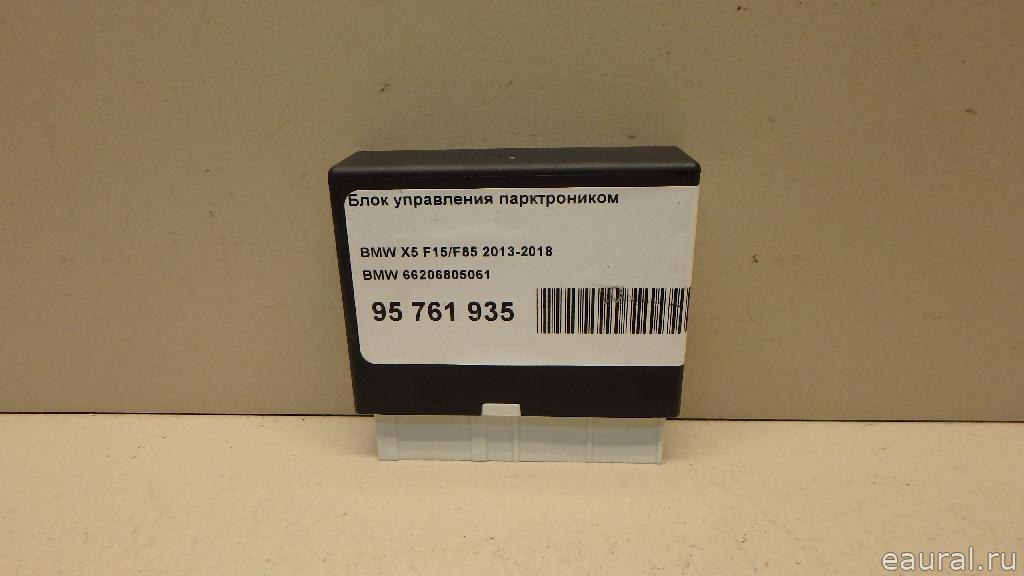 Блок управления парктроником
BMW X5 F15/F85 2013-2018
BMW 66206805061
95 761 935
eaural.ru